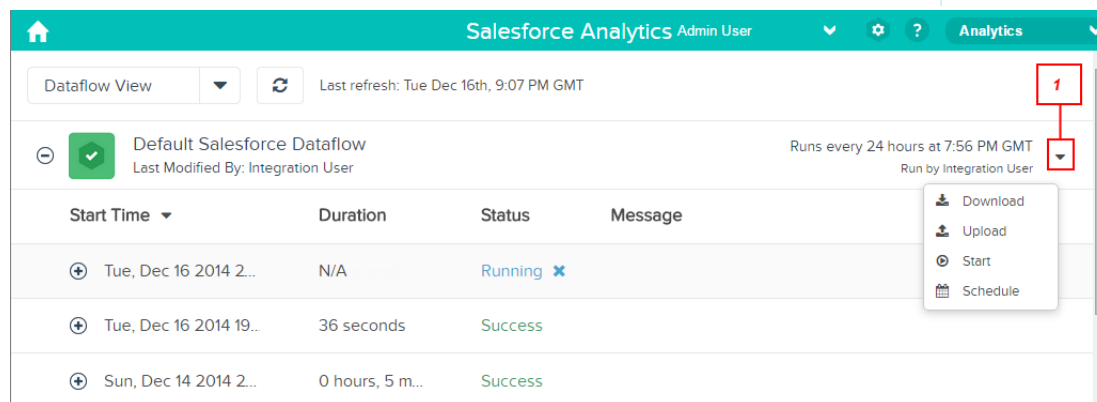 Salesforce Analytics Admin User ? Analytics
Dataflow View Last refresh: Tue Dec 16th, 9:07 PM GMT
1
Default Salesforce Dataflow
Last Modified By: Integration User
Runs every 24 hours at 7:56 PM GMT
Run by Integration User
Download
Upload
Start
Schedule
Start Time Duration Status Message
Tue, Dec 16 2014 2... N/A Running
Tue, Dec 16 2014 19... 36 seconds Success
Sun, Dec 14 2014 2... 0 hours, 5 m... Success